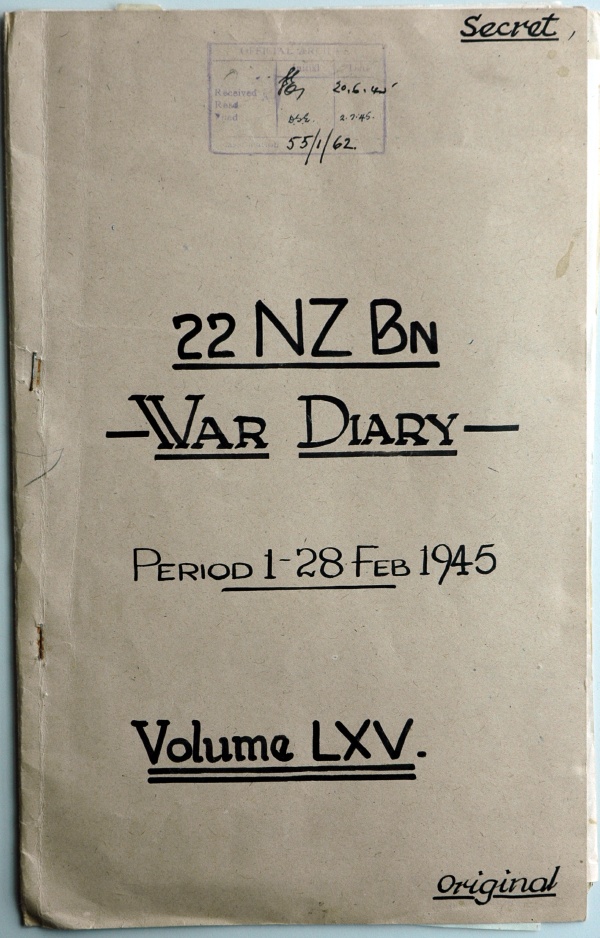 Secret
Received 20.6.45
Read 2.7.45.
55/1/62.
22 NZ BN
-WAR DIARY-
PERIOD 1-28 FEB 1945
Volume LXV.
Original